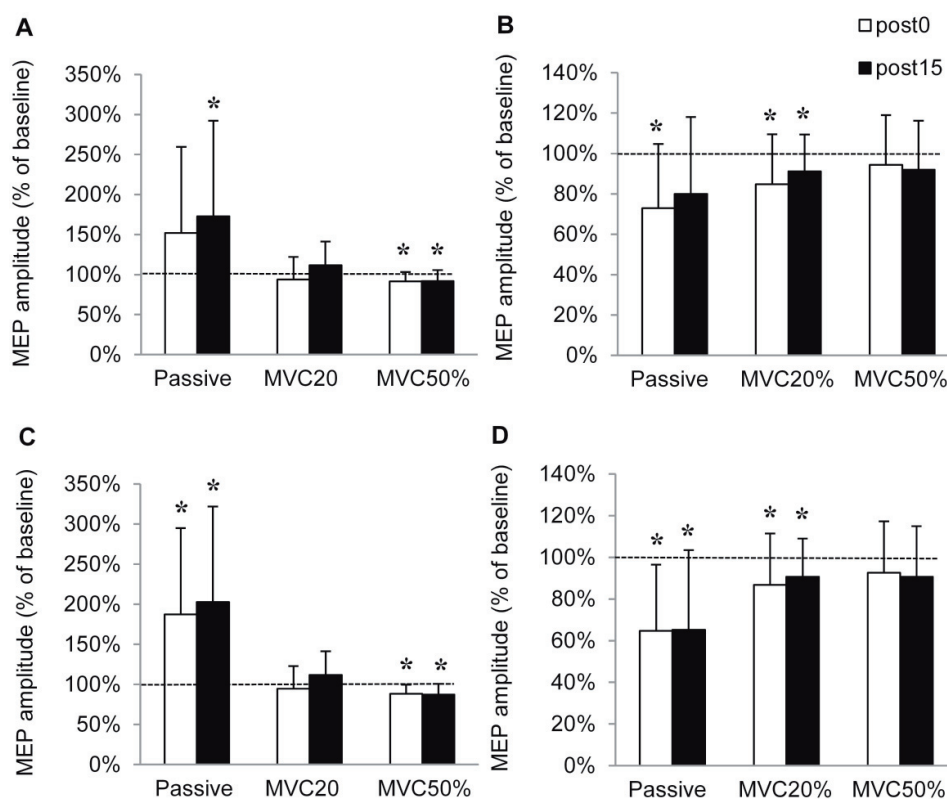 A
MEP amplitude (% of baseline)
350%
300%
250%
200%
150%
100%
50%
0%
*
* *
Passive MVC20 MVC50%
B
post0
post15
MEP amplitude (% of baseline)
140%
120%
100%
80%
60%
40%
20%
0%
* * *
Passive MVC20% MVC50%
C
MEP amplitude (% of baseline)
350%
300%
250%
200%
150%
100%
50%
0%
* *
* *
Passive MVC20 MVC50%
D
MEP amplitude (% of baseline)
140%
120%
100%
80%
60%
40%
20%
0%
* * * *
Passive MVC20% MVC50%